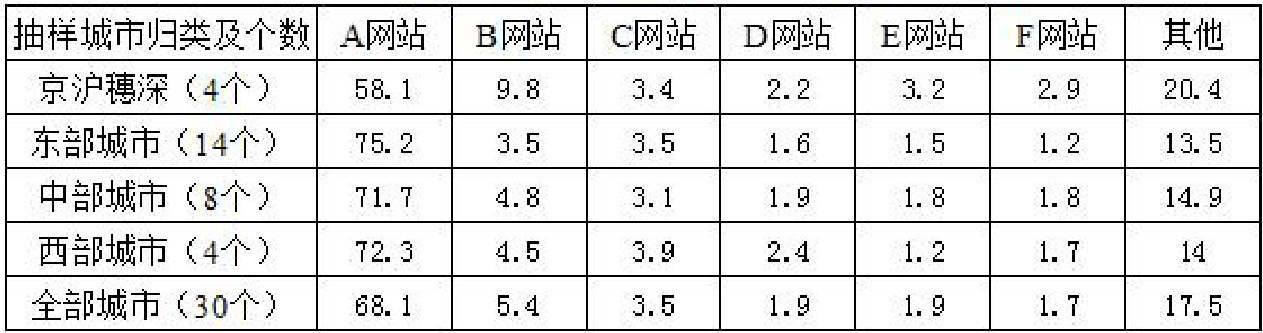 抽样城市归类及个数 A网站 B网站 C网站 D网站 E网站 F网站 其他
京沪穗深（4个） 58.1 9.8 3.4 2.2 3.2 2.9 20.4
东部城市（14个） 75.2 3.5 3.5 1.6 1.5 1.2 13.5
中部城市（8个） 71.7 4.8 3.1 1.9 1.8 1.8 14.9
西部城市（4个） 72.3 4.5 3.9 2.4 1.2 1.7 14
全部城市（30个） 68.1 5.4 3.5 1.9 1.9 1.7 17.5